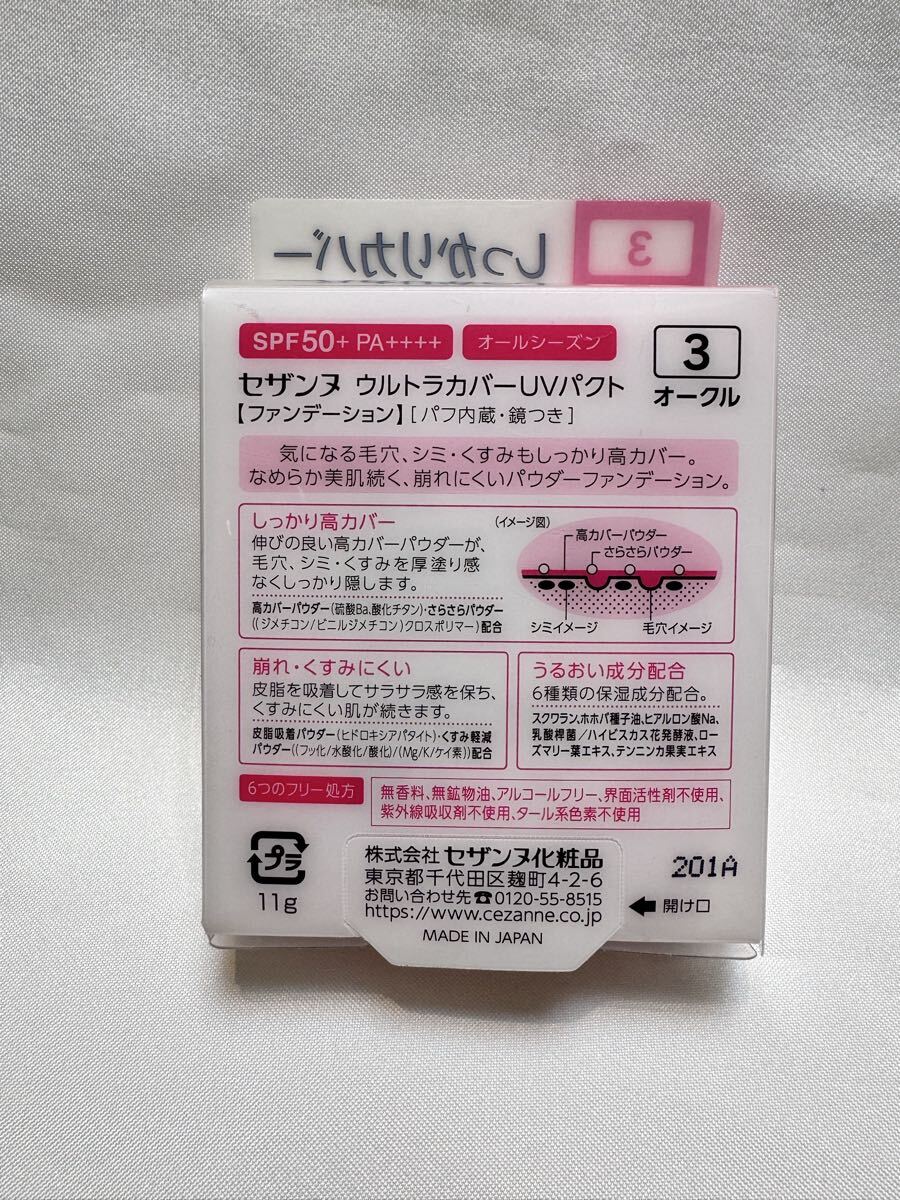 しっかりカバー
3
SPF50+ PA++++
オールシーズン
3
オークル
セザンヌ ウルトラカバーUVパクト
【ファンデーション】[パフ内蔵・鏡つき]
気になる毛穴、シミ・くすみもしっかり高カバー。
なめらか美肌続く、崩れにくいパウダーファンデーション。
しっかり高カバー
伸びの良い高カバーパウダーが、
毛穴、シミ・くすみを厚塗り感
なくしっかり隠します。
高カバーパウダー(硫酸Ba、酸化チタン)・さらさらパウダー
((ジメチコン/ビニルジメチコン)クロスポリマー)配合
(イメージ図)
高カバーパウダー
さらさらパウダー
シミイメージ
毛穴イメージ
崩れ・くすみにくい
皮脂を吸着してサラサラ感を保ち、
くすみにくい肌が続きます。
皮脂吸着パウダー(ヒドロキシアパタイト)・くすみ軽減
パウダー((フッ化/水酸化/酸化)/(Mg/K/ケイ素))配合
うるおい成分配合
6種類の保湿成分配合。
スクワラン、ホホバ種子油、ヒアルロン酸Na、
乳酸桿菌/ハイビスカス花発酵液、ロー
ズマリー葉エキス、テンニンカ果実エキス
6つのフリー処方
無香料、無鉱物油、アルコールフリー、界面活性剤不使用、
紫外線吸収剤不使用、タール系色素不使用
プラ
11g
株式会社 セザンヌ化粧品
東京都千代田区麹町4-2-6
お問い合わせ先☎0120-55-8515
https://www.cezanne.co.jp
MADE IN JAPAN
201A
◀開け口